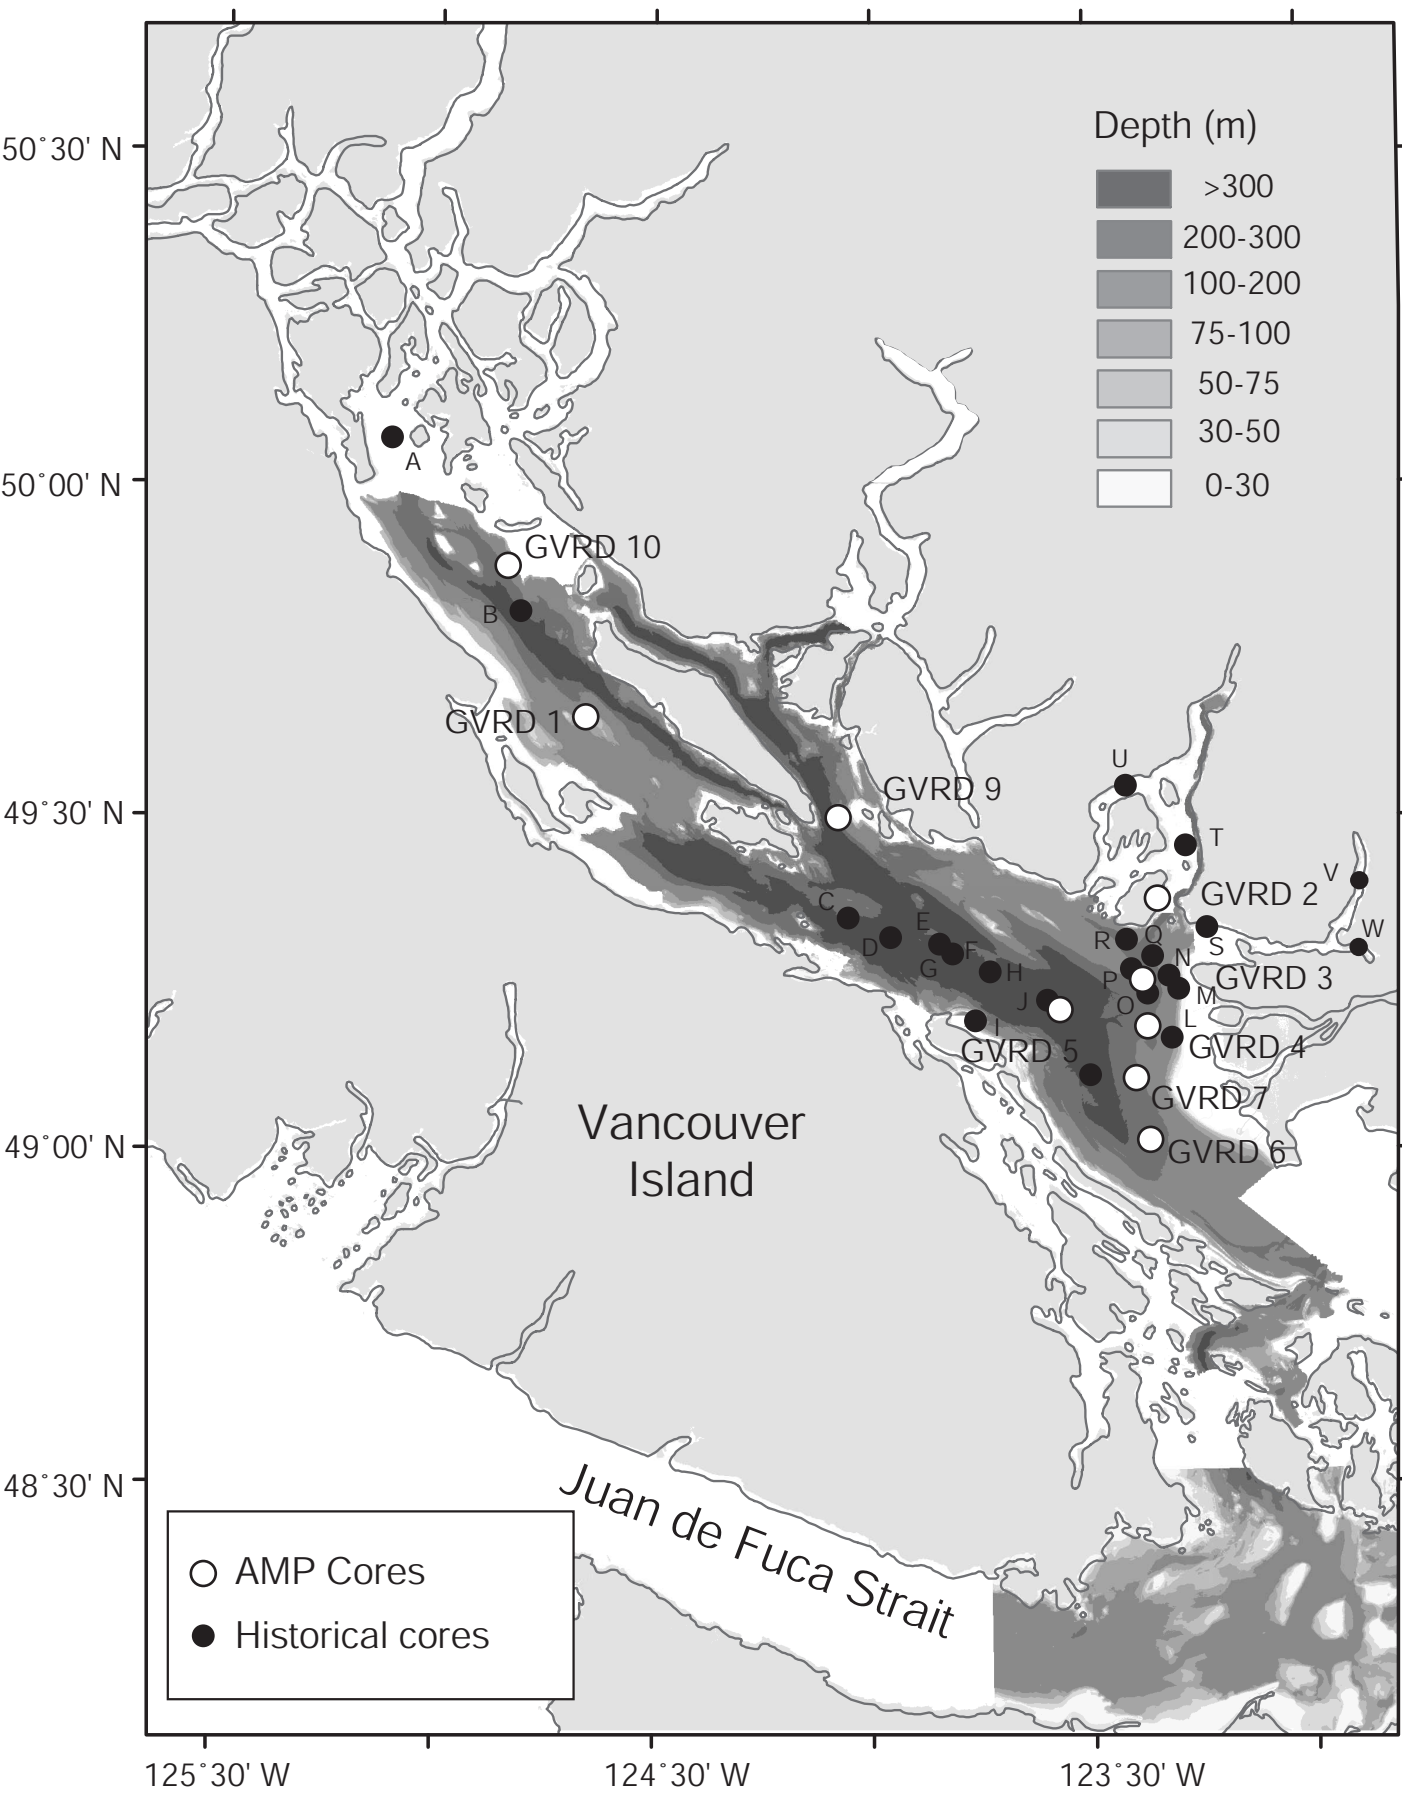 Depth (m)
50°30' N
>300
200-300
100-200
75-100
50-75
30-50
0-30
A
50°00' N
GVRD 10
B
GVRD 1
U
GVRD 9
49°30' N
T
V
GVRD 2
C
E
W
D
R
Q
S
F
G
H
N
P
GVRD 3
J
O
M
I
L
GVRD 5
GVRD 4
GVRD 7
Vancouver
Island
49°00' N
GVRD 6
48°30' N
Juan de Fuca Strait
AMP Cores
Historical cores
125°30' W
124°30' W
123°30' W